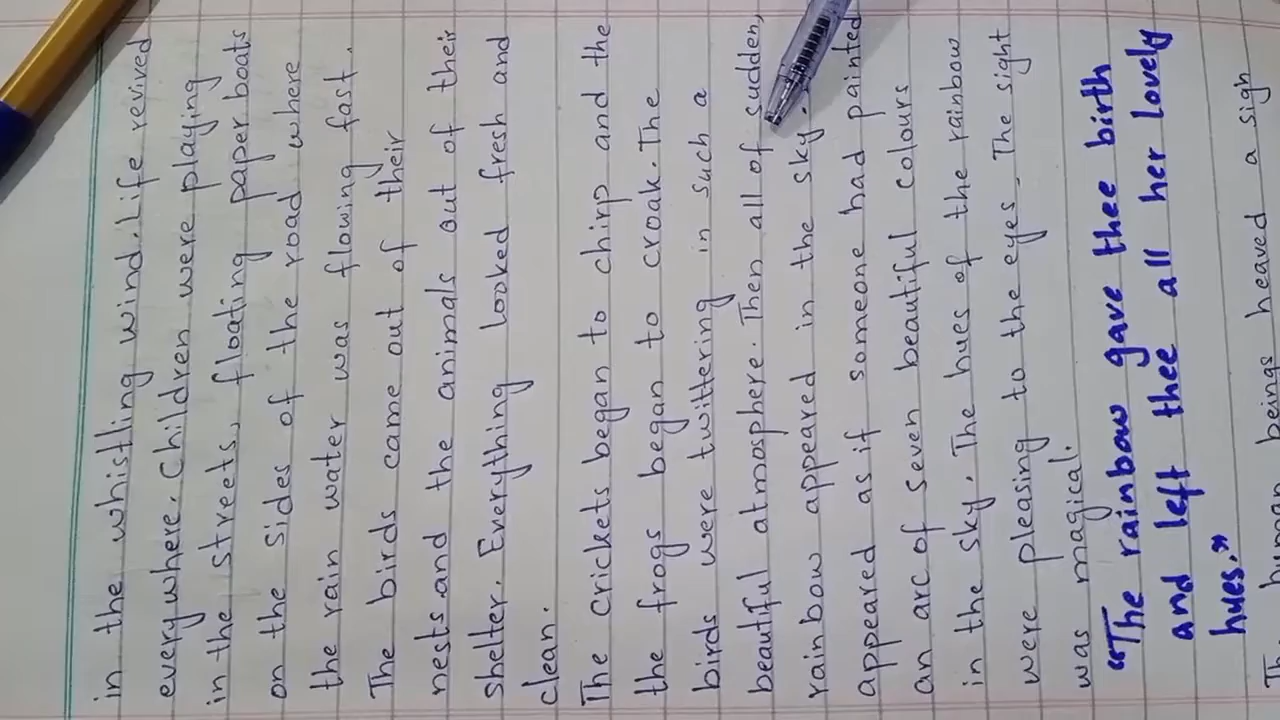 in the whistling wind. Life revived
everywhere. Children were playing
in the streets, floating paper boats
on the sides of the road where
the rain water was flowing fast.
The birds came out of their
nests and the animals out of their
shelter. Everything looked fresh and
clean.
The crickets began to chirp and the
the frogs began to croak. The
birds were twittering in such a
beautiful atmosphere. Then all of sudden,
rainbow appeared in the sky.
appeared as if someone had painted
an arc of seven beautiful colours
in the sky. The hues of the rainbow
were pleasing to the eyes. The sight
was magical.
"The rainbow gave thee birth
and left thee all her lovely
hues."
The human beings heaved a sigh